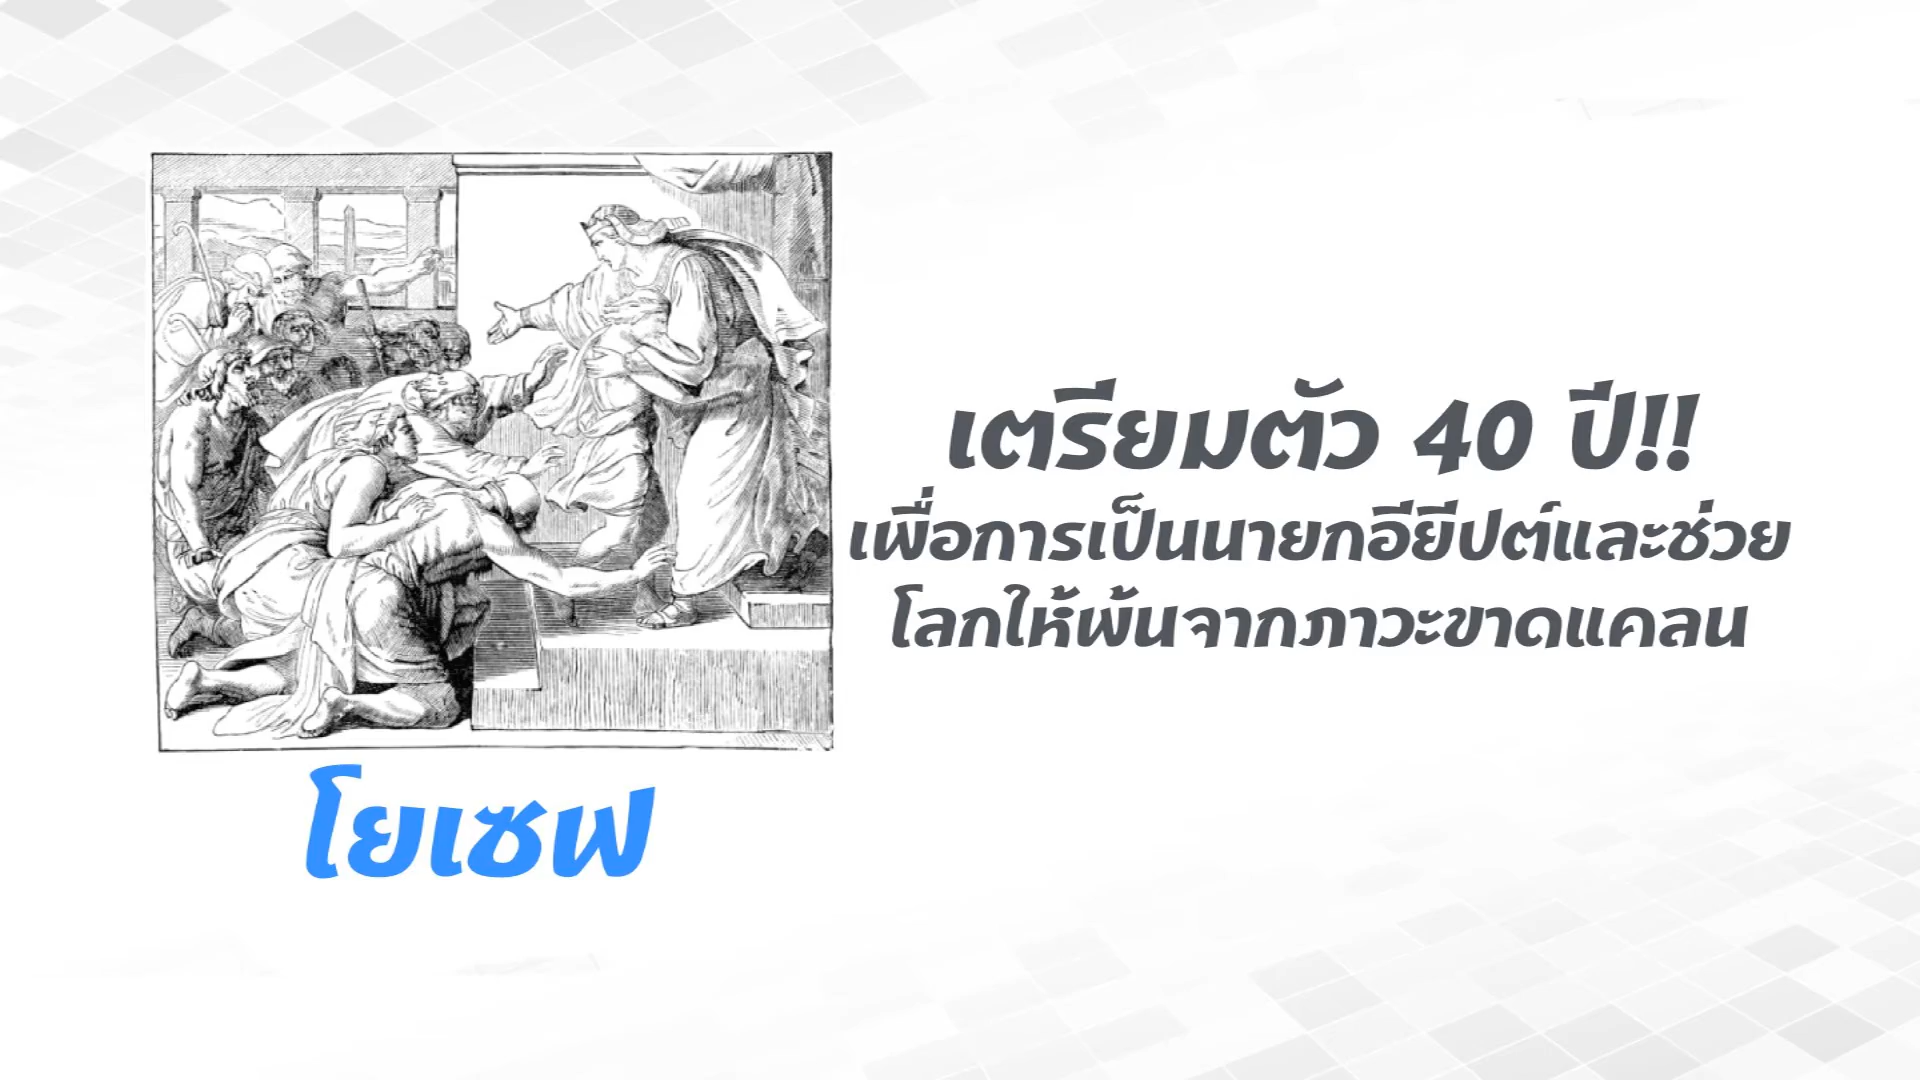 เตรียมตัว 40 ปี!!
เพื่อการเป็นนายกอียีปต์และช่วย
โลกให้พ้นจากภาวะขาดแคลน
โยเซฟ